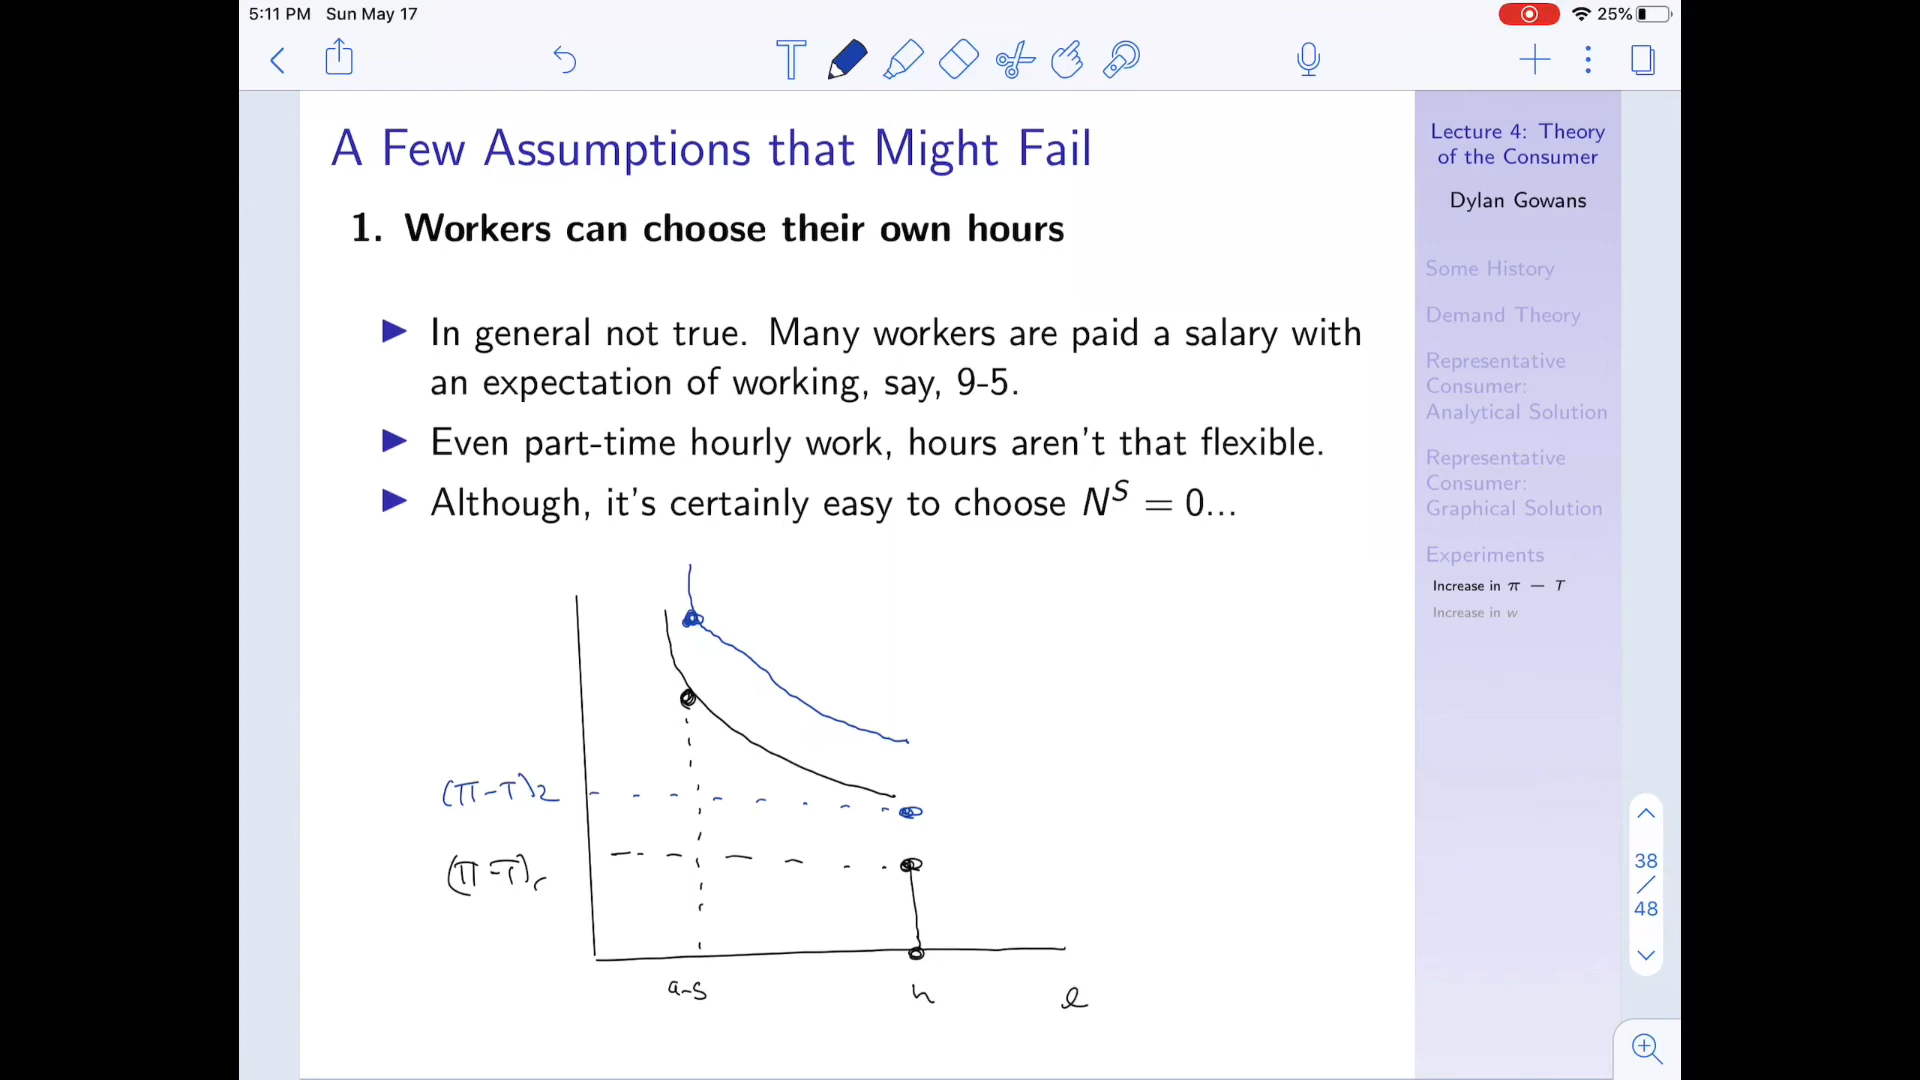 5:11 PM Sun May 17
25%
A Few Assumptions that Might Fail
1. Workers can choose their own hours
▶ In general not true. Many workers are paid a salary with
an expectation of working, say, 9-5.
▶ Even part-time hourly work, hours aren't that flexible.
▶ Although, it's certainly easy to choose N^S = 0...
(π-T)2
(π-T)1
9-5
h
l
Lecture 4: Theory
of the Consumer
Dylan Gowans
Some History
Demand Theory
Representative
Consumer:
Analytical Solution
Representative
Consumer:
Graphical Solution
Experiments
Increase in π − T
Increase in w
38
/
48